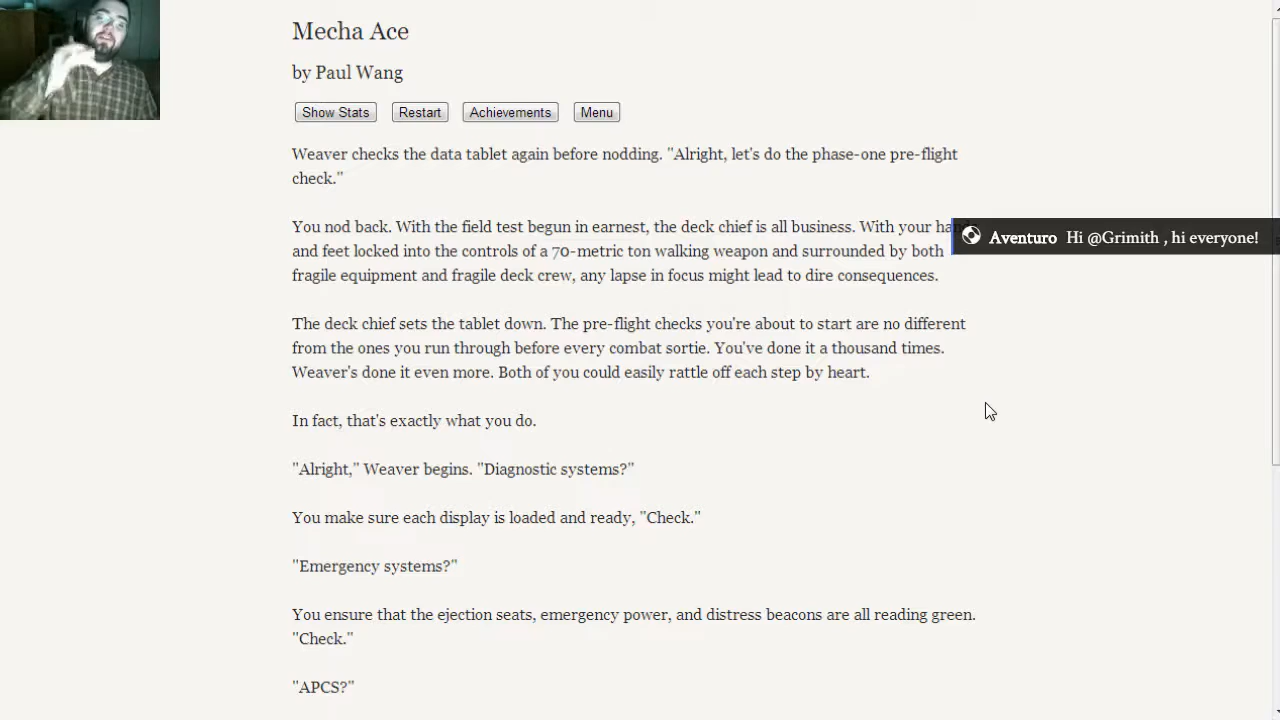 Mecha Ace
by Paul Wang
Show Stats Restart Achievements Menu
Weaver checks the data tablet again before nodding. "Alright, let's do the phase-one pre-flight
check."
You nod back. With the field test begun in earnest, the deck chief is all business. With your
and feet locked into the controls of a 70-metric ton walking weapon and surrounded by both
fragile equipment and fragile deck crew, any lapse in focus might lead to dire consequences.
Aventuro Hi @Grimith , hi everyone!
The deck chief sets the tablet down. The pre-flight checks you're about to start are no different
from the ones you run through before every combat sortie. You've done it a thousand times.
Weaver's done it even more. Both of you could easily rattle off each step by heart.
In fact, that's exactly what you do.
"Alright," Weaver begins. "Diagnostic systems?"
You make sure each display is loaded and ready, "Check."
"Emergency systems?"
You ensure that the ejection seats, emergency power, and distress beacons are all reading green.
"Check."
"APCS?"